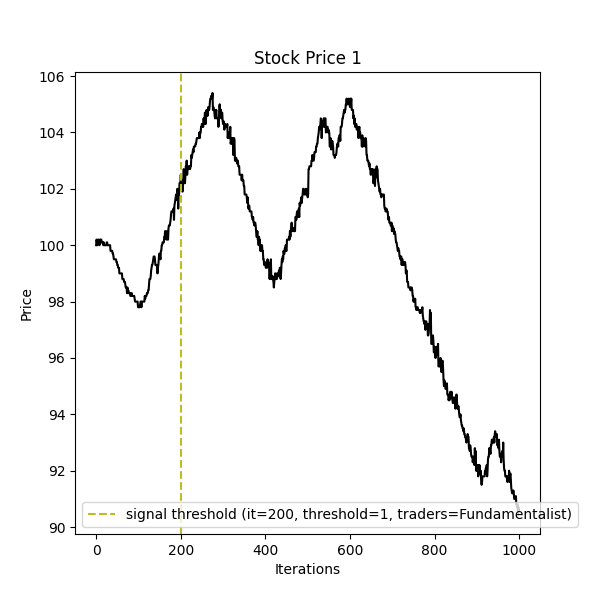 Stock Price 1
106
104
102
100
98
96
94
92
90
Price
signal threshold (it=200, threshold=1, traders=Fundamentalist)
0 200 400 600 800 1000
Iterations